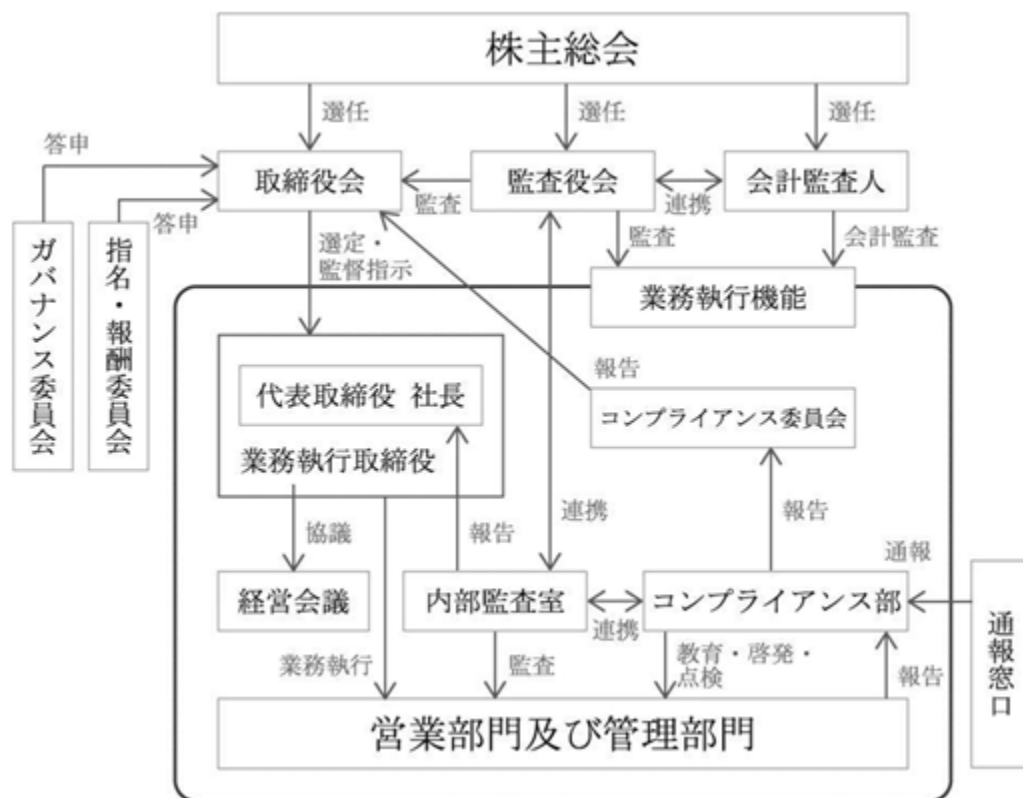 株主総会
選任
選任
選任
答申
取締役会
監査
監査役会
連携
会計監査人
答申
ガバナンス委員会
指名・報酬委員会
選定・
監督指示
監査
会計監査
業務執行機能
代表取締役 社長
業務執行取締役
報告
コンプライアンス委員会
協議
報告
連携
報告
通報
経営会議
内部監査室
連携
コンプライアンス部
通報窓口
業務執行
監査
教育・啓発・
点検
報告
営業部門及び管理部門